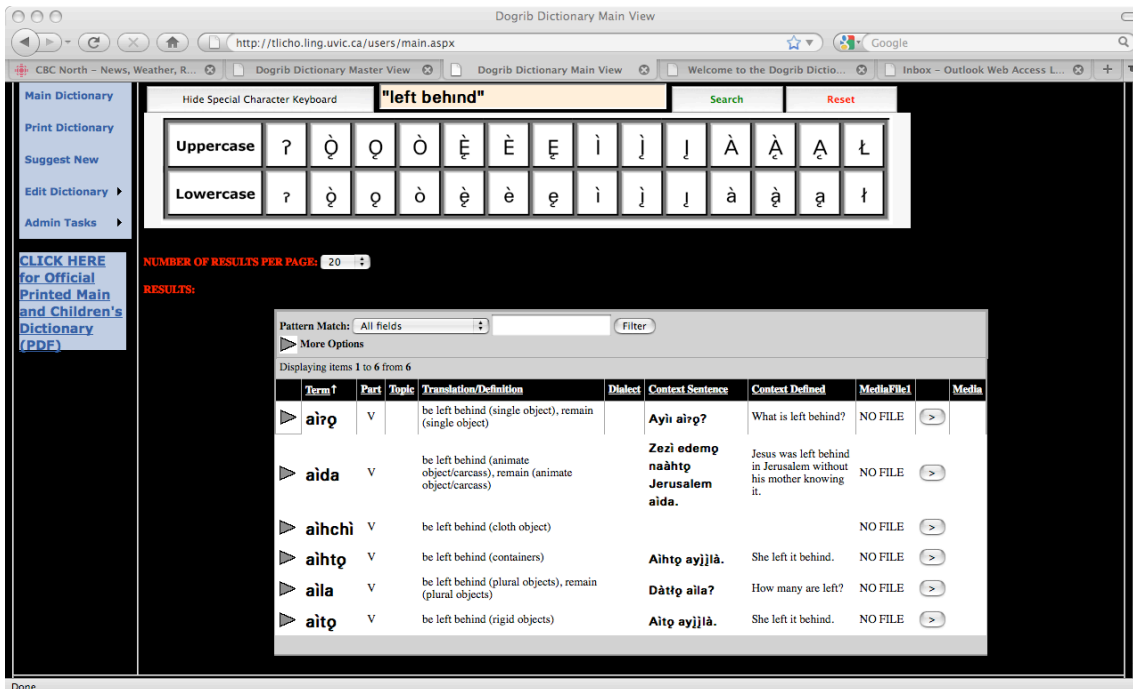 Dogrib Dictionary Main View
http://tlicho.ling.uvic.ca/users/main.aspx
Google
CBC North – News, Weather, R...
Dogrib Dictionary Master View
Dogrib Dictionary Main View
Welcome to the Dogrib Dictio...
Inbox – Outlook Web Access L...
Main Dictionary
Print Dictionary
Suggest New
Edit Dictionary
Admin Tasks
CLICK HERE
for Official
Printed Main
and Children's
Dictionary
(PDF)
Hide Special Character Keyboard
"left behınd"
Search
Reset
Uppercase ʔ Ǫ̀ Ǫ Ò Ę̀ È Ę Ì Į̀ Į À Ą̀ Ą Ł
Lowercase ʔ ǫ̀ ǫ ò ę̀ è ę ì į̀ į à ą̀ ą ł
NUMBER OF RESULTS PER PAGE: 20
RESULTS:
Pattern Match: All fields Filter
More Options
Displaying items 1 to 6 from 6
Term↑ Part Topic Translation/Definition Dialect Context Sentence Context Defined MediaFile1 Media
aìɂǫ V be left behind (single object), remain
(single object) Ayìı aìɂǫ? What is left behind? NO FILE >
aìda V be left behind (animate
object/carcass), remain (animate
object/carcass)
Zezì edemǫ
naàhtǫ
Jerusalem
aìda.
Jesus was left behind
in Jerusalem without
his mother knowing
it.
NO FILE >
aìhchì V be left behind (cloth object) NO FILE >
aìhtǫ V be left behind (containers) Aìhtǫ ayį̀į̀là. She left it behind. NO FILE >
aìla V be left behind (plural objects), remain
(plural objects) Dàtłǫ aìla? How many are left? NO FILE >
aìtǫ V be left behind (rigid objects) Aìtǫ ayį̀į̀là. She left it behind. NO FILE >
Done